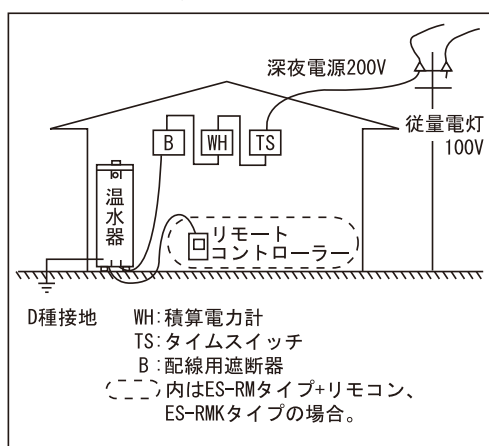 深夜電源200V
従量電灯
100V
B
WH
TS
温水器
リモート
コントローラー
D種接地
WH:積算電力計
TS:タイムスイッチ
B:配線用遮断器
内はES-RMタイプ+リモコン、
ES-RMKタイプの場合。